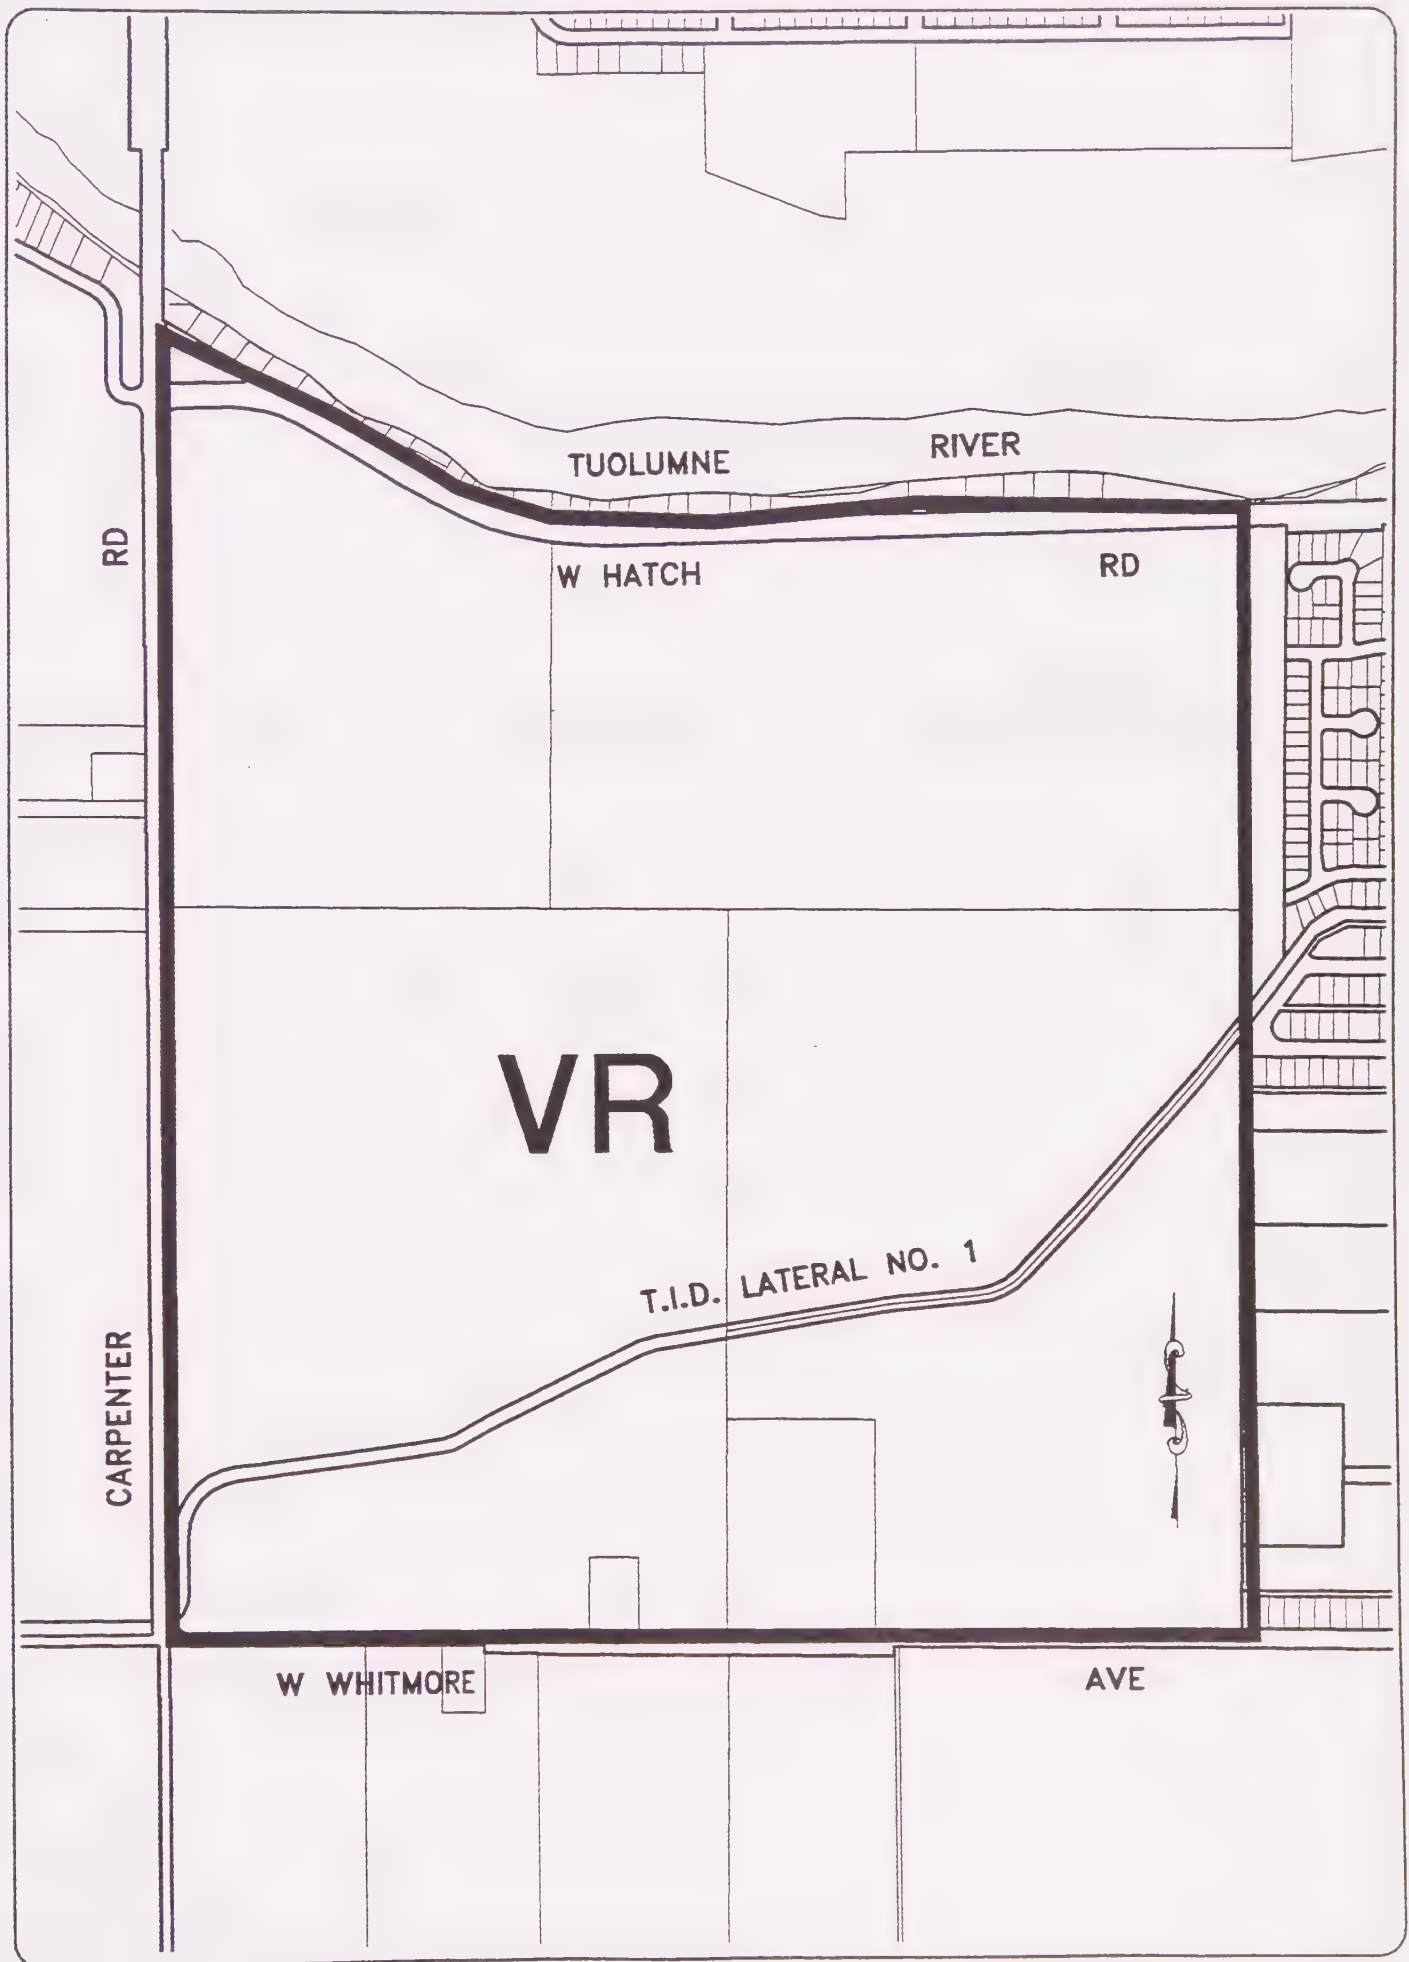 TUOLUMNE RIVER
RD
W HATCH RD
VR
T.I.D. LATERAL NO. 1
CARPENTER
W WHITMORE AVE